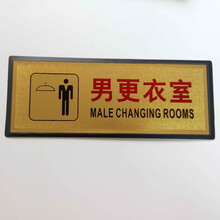 男更衣室
MALE CHANGING ROOMS